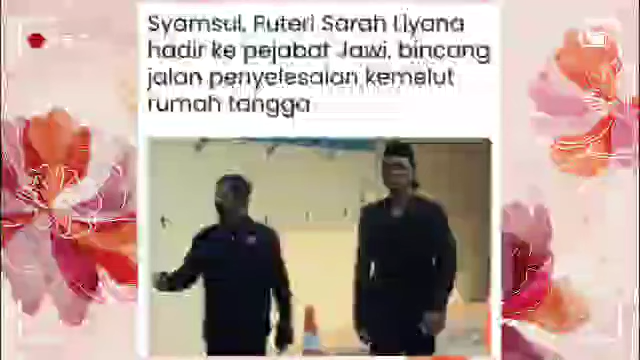 Syamsul, Puteri Sarah Liyana
hadir ke pejabat Jawi, bincang
jalan penyelesaian kemelut
rumah tangga